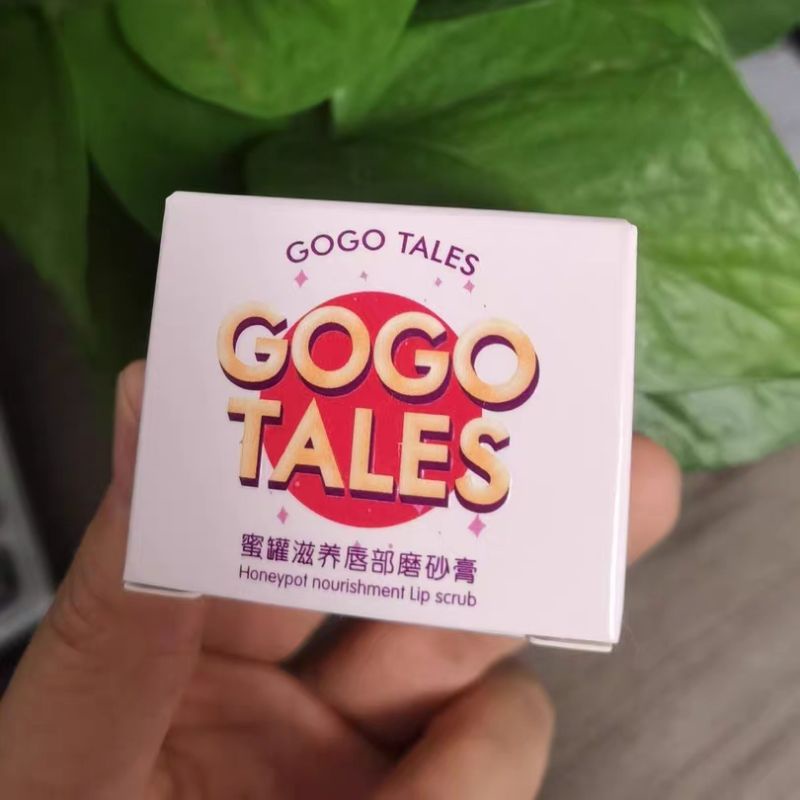 GOGO TALES
GOGO
TALES
蜜罐滋养唇部磨砂膏
Honeypot nourishment Lip scrub